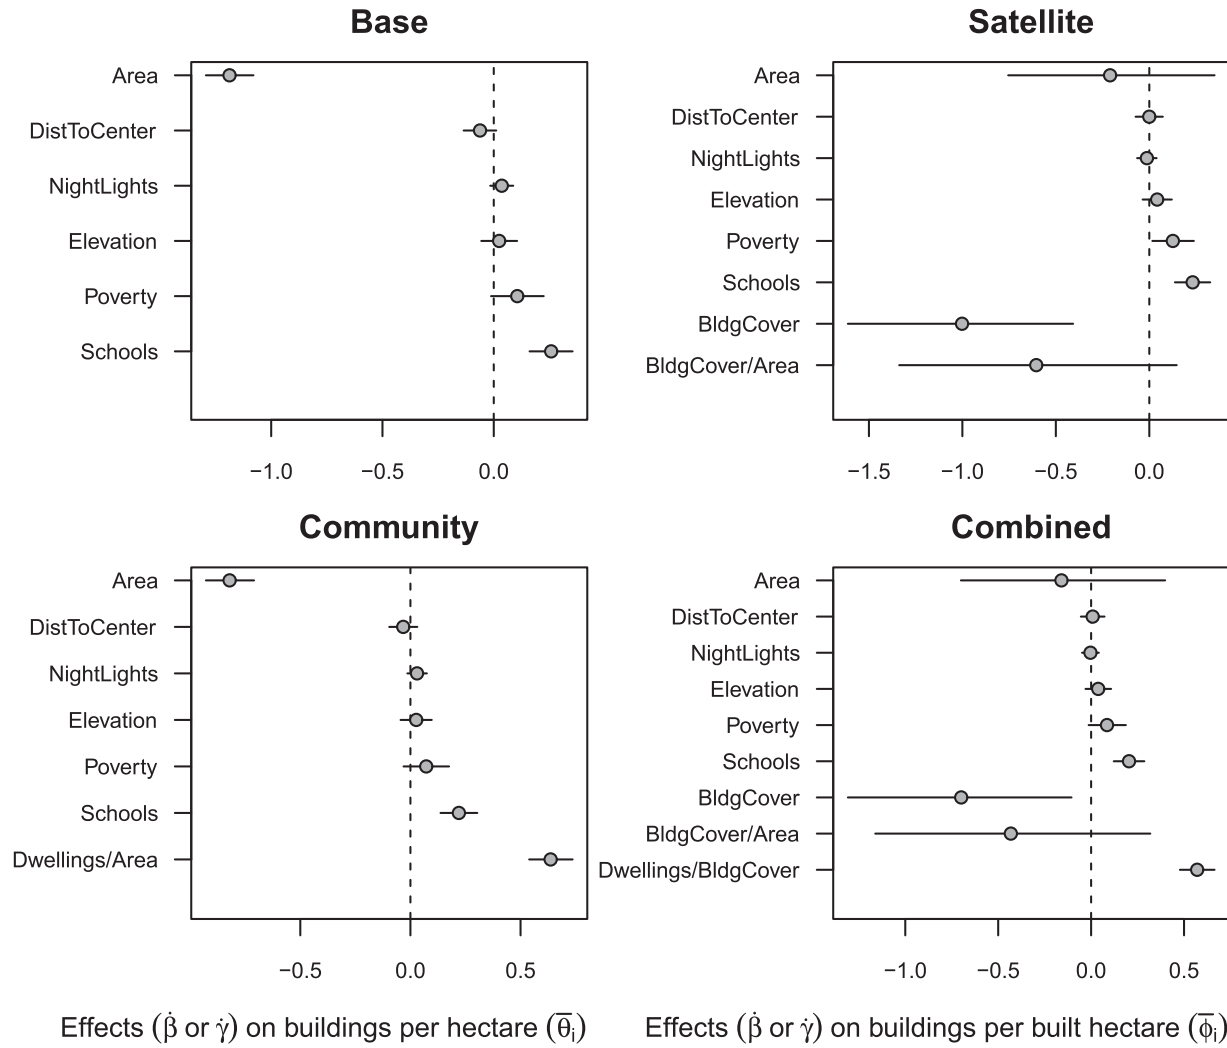 Base
Area
DistToCenter
NightLights
Elevation
Poverty
Schools
−1.0 −0.5 0.0
Satellite
Area
DistToCenter
NightLights
Elevation
Poverty
Schools
BldgCover
BldgCover/Area
−1.5 −1.0 −0.5 0.0
Community
Area
DistToCenter
NightLights
Elevation
Poverty
Schools
Dwellings/Area
−0.5 0.0 0.5
Effects (β̇ or γ̇) on buildings per hectare (θ̅ᵢ)
Combined
Area
DistToCenter
NightLights
Elevation
Poverty
Schools
BldgCover
BldgCover/Area
Dwellings/BldgCover
−1.0 −0.5 0.0 0.5
Effects (β̇ or γ̇) on buildings per built hectare (ϕ̅ᵢ)